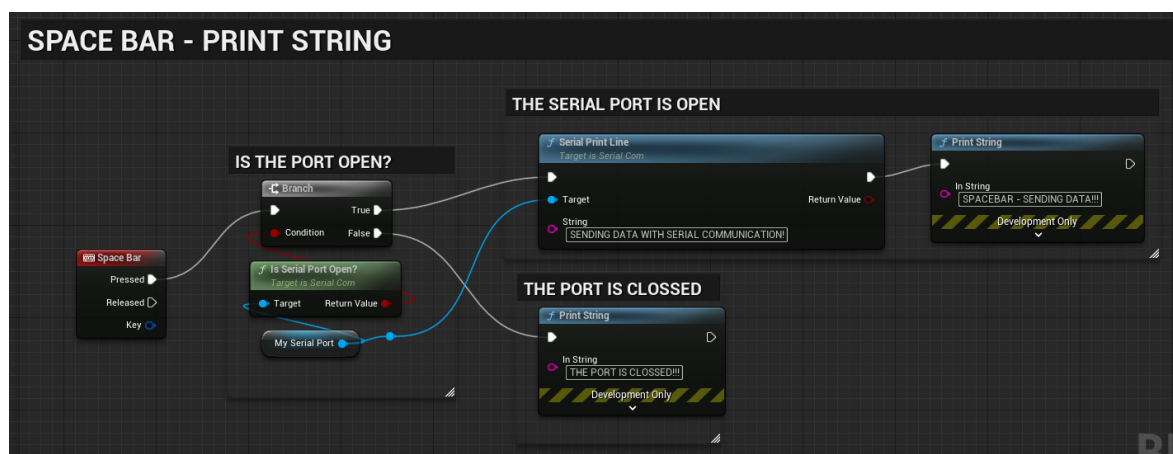 SPACE BAR - PRINT STRING
THE SERIAL PORT IS OPEN
f Serial Print Line
Target is Serial Com
Target
Return Value
String
SENDING DATA WITH SERIAL COMMUNICATION!
f Print String
In String
SPACEBAR - SENDING DATA!!!
Development Only
IS THE PORT OPEN?
Branch
True
Condition
False
Space Bar
Pressed
Released
Key
f Is Serial Port Open?
Target is Serial Com
Target
Return Value
My Serial Port
THE PORT IS CLOSSED
f Print String
In String
THE PORT IS CLOSSED!!!
Development Only